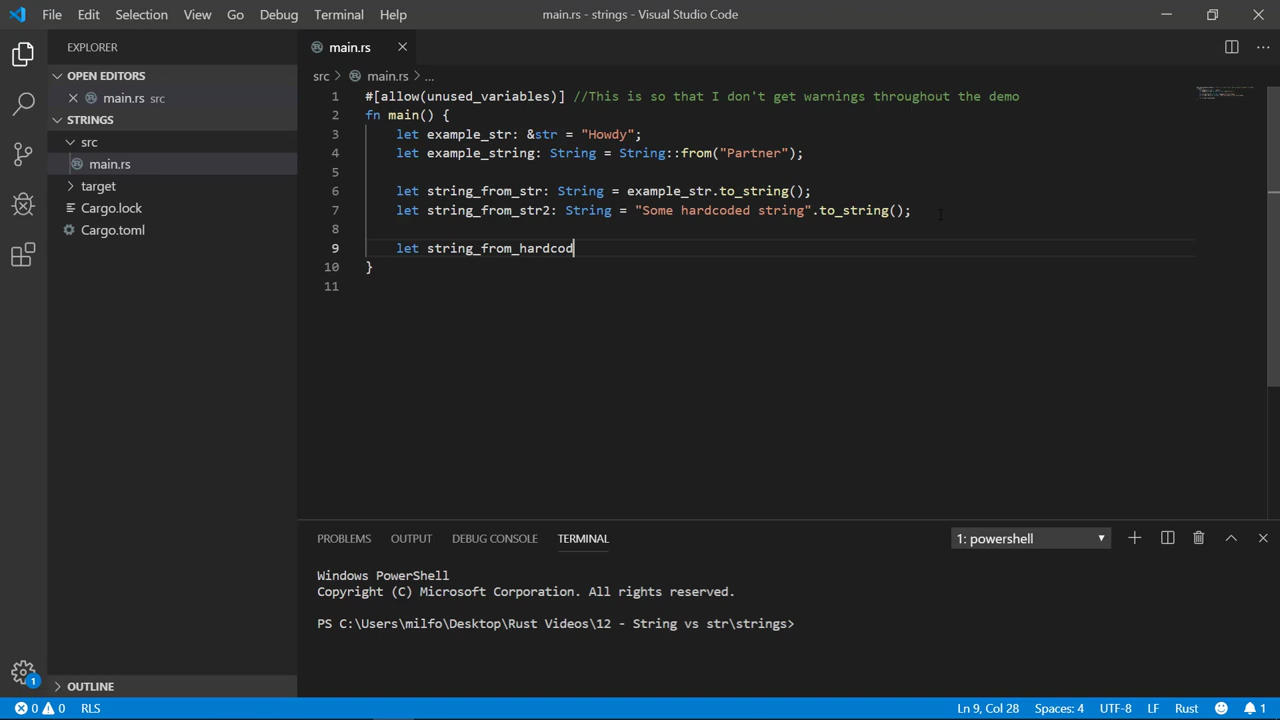 File Edit Selection View Go Debug Terminal Help main.rs - strings - Visual Studio Code
EXPLORER
OPEN EDITORS
main.rs src
STRINGS
src
main.rs
target
Cargo.lock
Cargo.toml
OUTLINE
main.rs
src > main.rs > ...
1 #[allow(unused_variables)] //This is so that I don't get warnings throughout the demo
2 fn main() {
3 let example_str: &str = "Howdy";
4 let example_string: String = String::from("Partner");
5
6 let string_from_str: String = example_str.to_string();
7 let string_from_str2: String = "Some hardcoded string".to_string();
8
9 let string_from_hardcod
10 }
11
PROBLEMS OUTPUT DEBUG CONSOLE TERMINAL 1: powershell
Windows PowerShell
Copyright (C) Microsoft Corporation. All rights reserved.
PS C:\Users\milfo\Desktop\Rust Videos\12 - String vs str\strings>
1
0 0 RLS Ln 9, Col 28 Spaces: 4 UTF-8 LF Rust 1